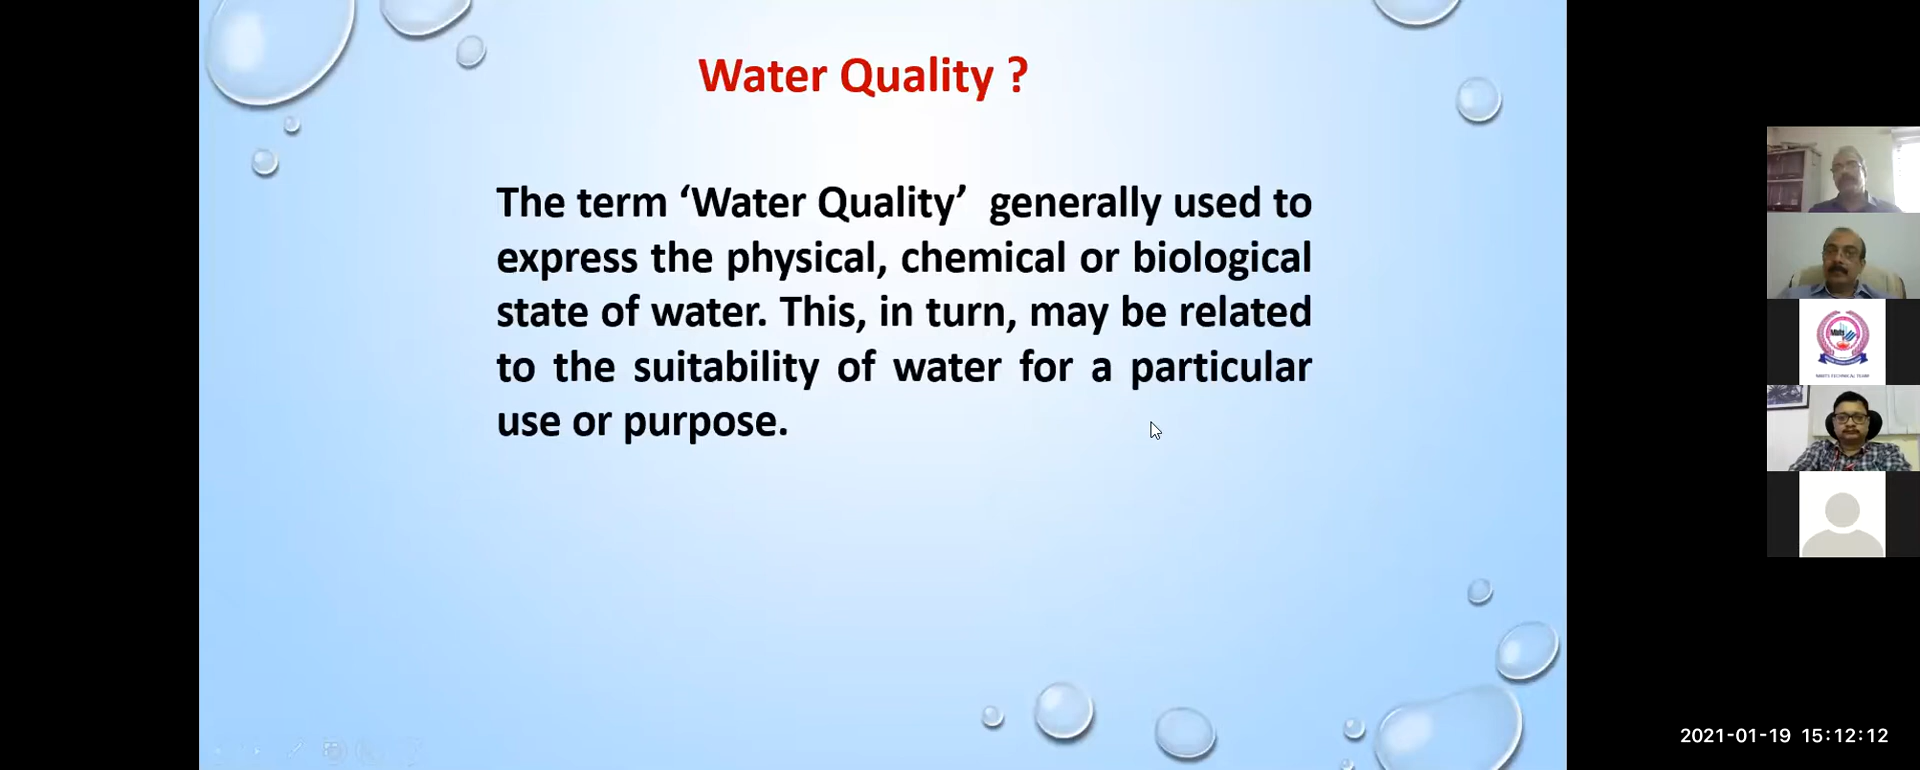 Water Quality ?
The term ‘Water Quality’ generally used to
express the physical, chemical or biological
state of water. This, in turn, may be related
to the suitability of water for a particular
use or purpose.
2021-01-19 15:12:12